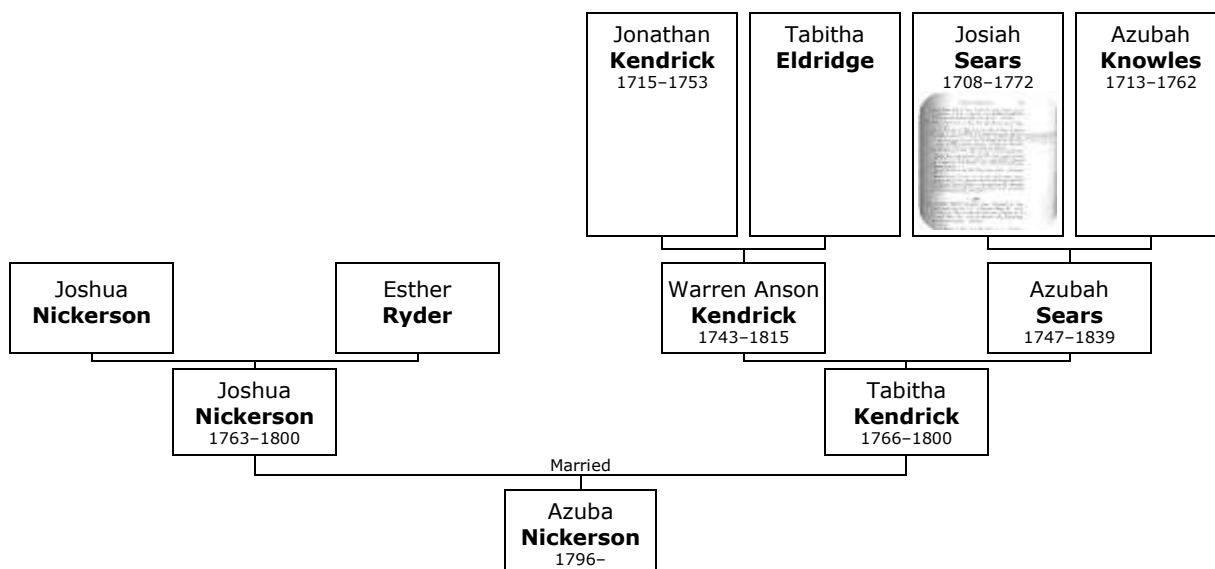 Jonathan
Kendrick
1715–1753
Tabitha
Eldridge
Josiah
Sears
1708–1772
Azubah
Knowles
1713–1762
Joshua
Nickerson
Esther
Ryder
Warren Anson
Kendrick
1743–1815
Azubah
Sears
1747–1839
Joshua
Nickerson
1763–1800
Tabitha
Kendrick
1766–1800
Married
Azuba
Nickerson
1796–